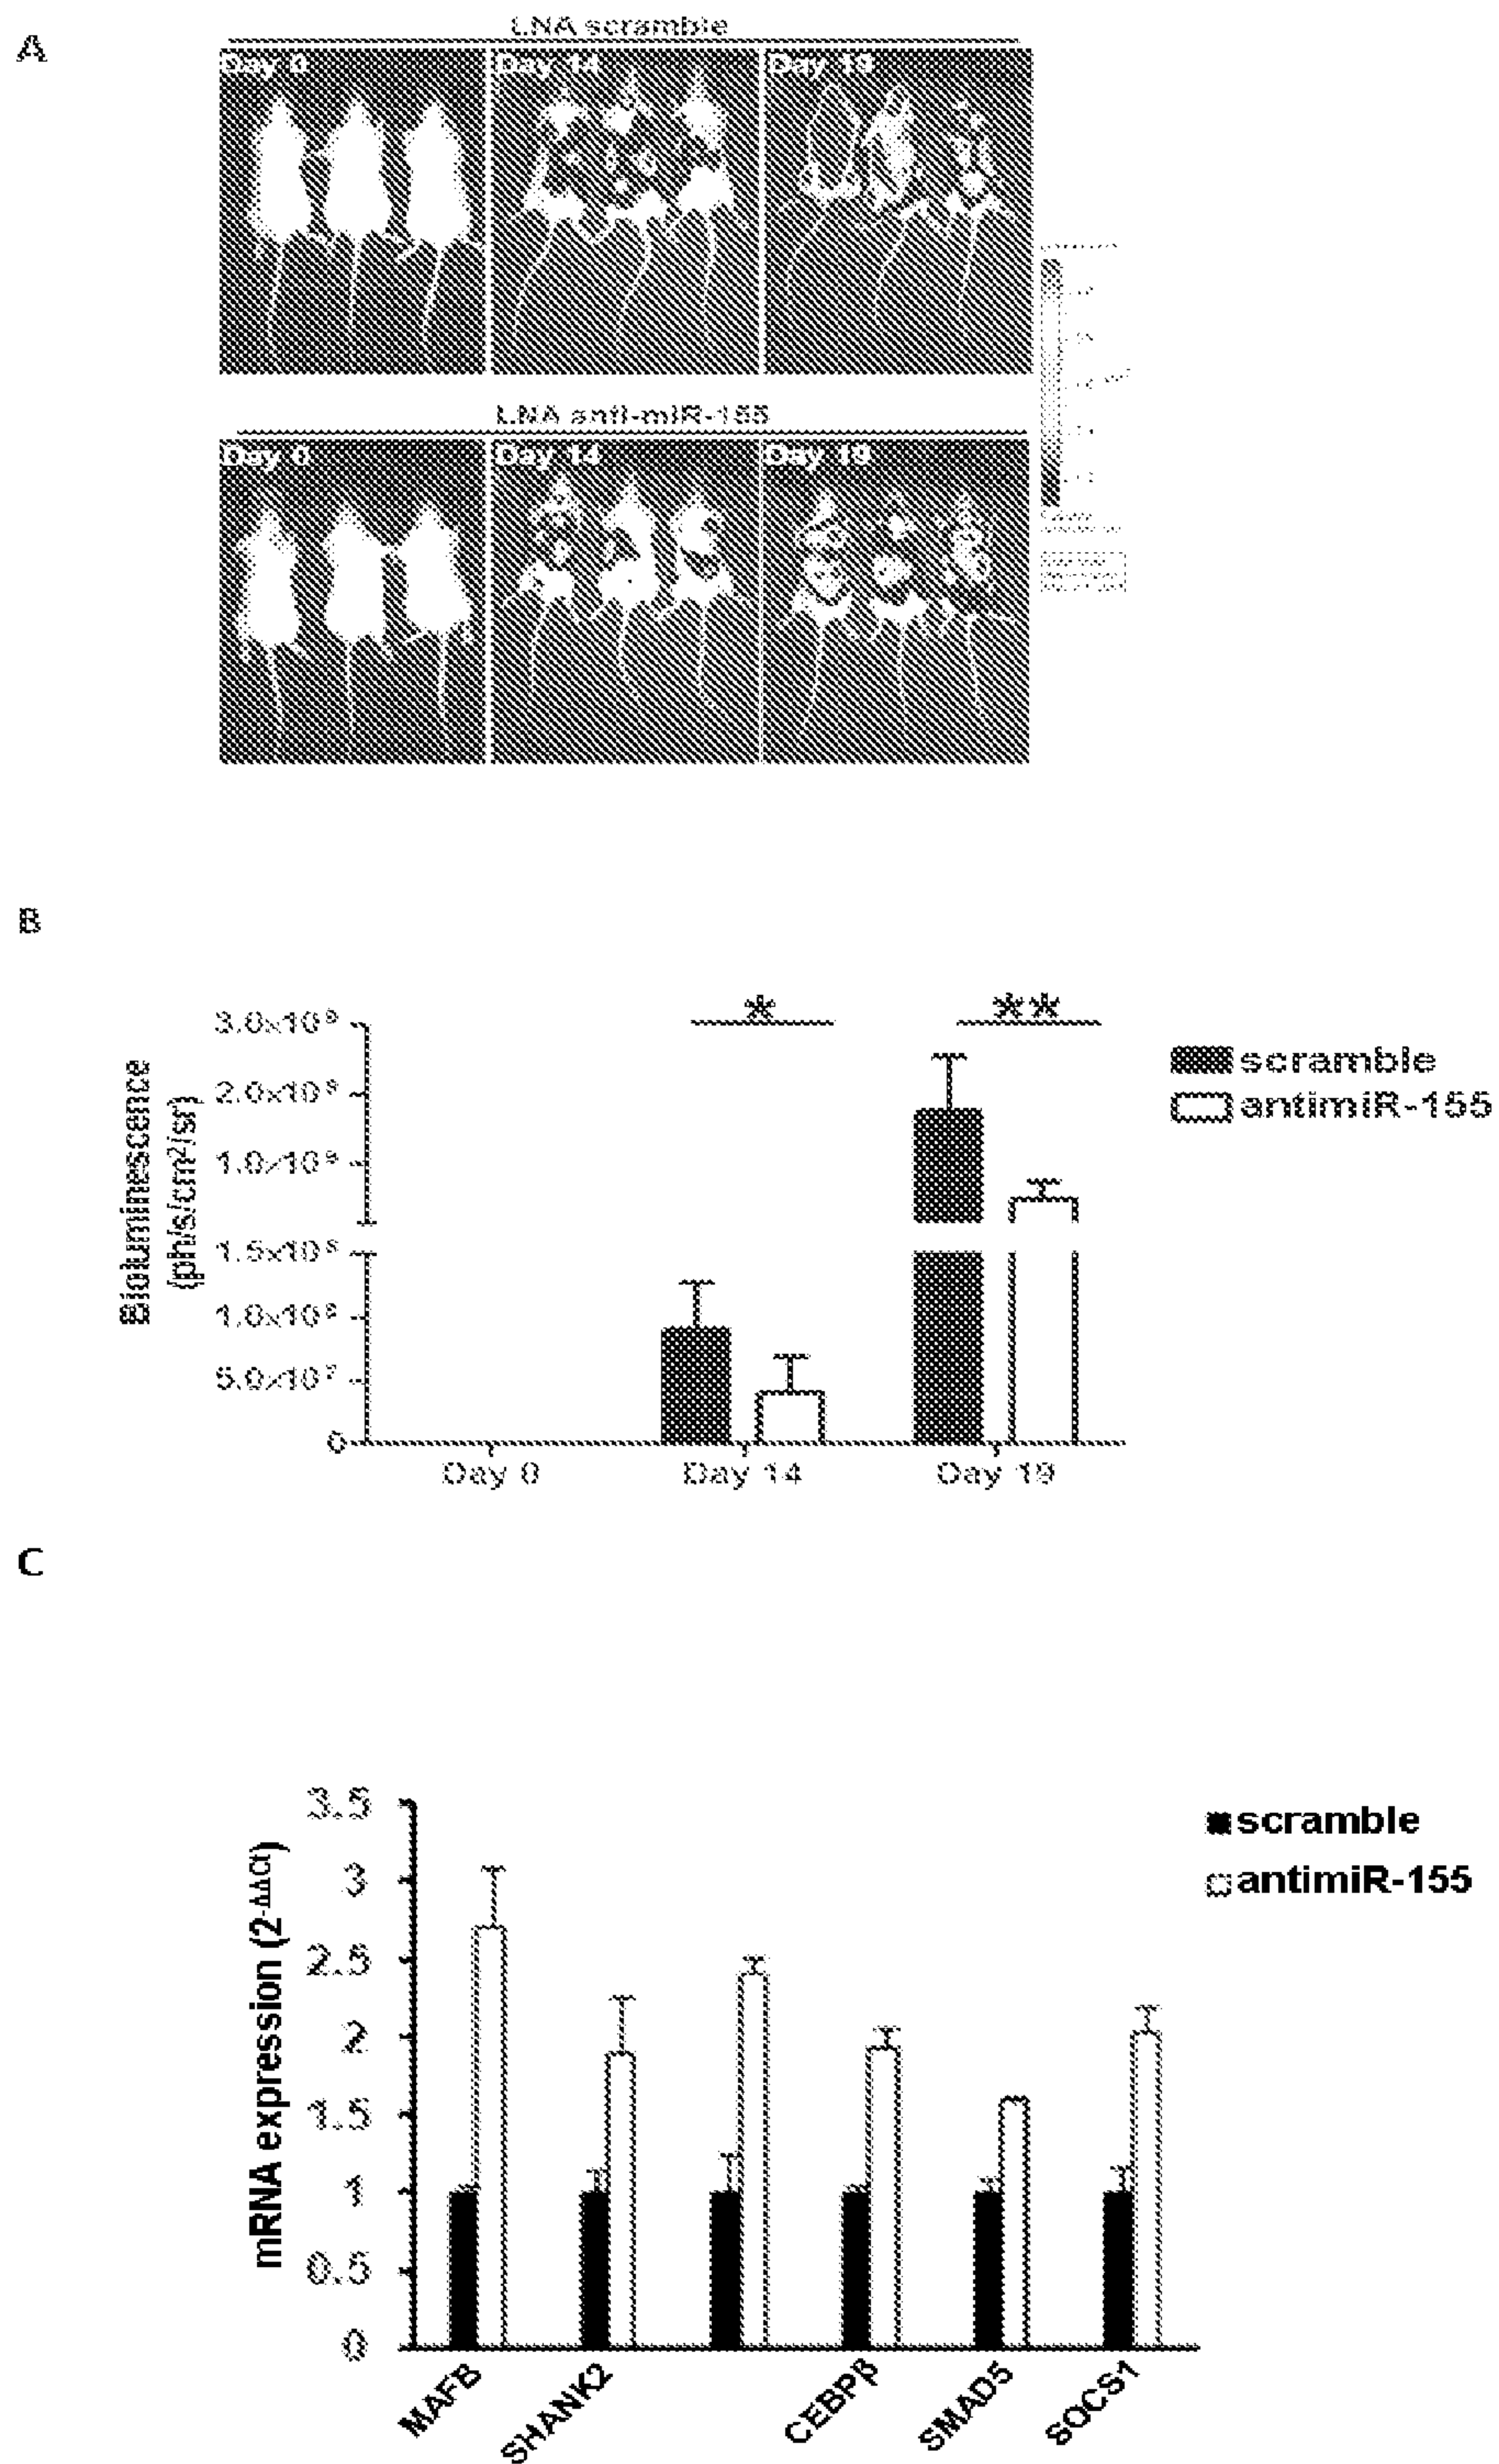 A
LNA scramble
Day 0
Day 14
Day 19
LNA anti-miR-155
Day 0
Day 14
Day 19
B
3.0x10⁹
2.0x10⁹
1.0x10⁹
1.5x10⁸
1.0x10⁸
5.0x10⁷
0
Bioluminescence
(ph/s/cm²/sr)
*
**
scramble
antimiR-155
Day 0
Day 14
Day 19
C
3.5
3
2.5
2
1.5
1
0.5
0
mRNA expression (2^-ΔΔCt)
scramble
antimiR-155
MAFB
SHANK2
CEBPβ
SMAD5
SOCS1